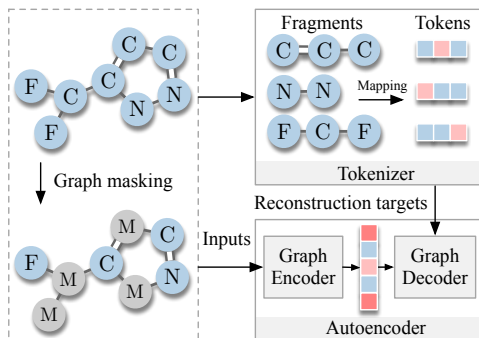 Fragments Tokens
C C
F C C C C
F C N N
F
N N Mapping
F C F
Tokenizer
Graph masking
Reconstruction targets
M C
F M C Inputs Graph Encoder Graph Decoder
M M N
Autoencoder